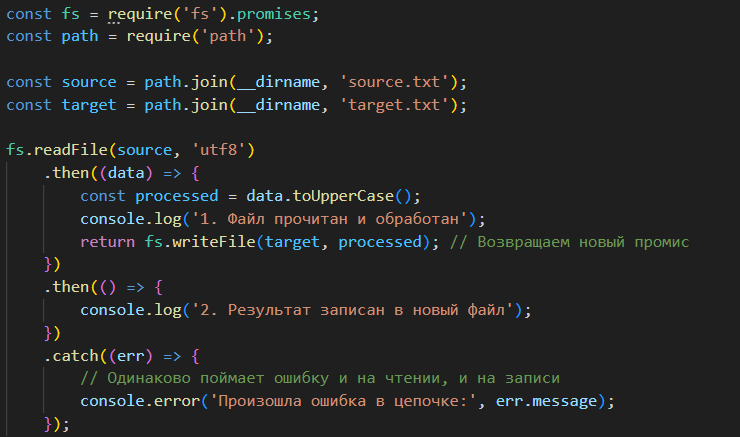 const fs = require('fs').promises;
const path = require('path');

const source = path.join(__dirname, 'source.txt');
const target = path.join(__dirname, 'target.txt');

fs.readFile(source, 'utf8')
    .then((data) => {
        const processed = data.toUpperCase();
        console.log('1. Файл прочитан и обработан');
        return fs.writeFile(target, processed); // Возвращаем новый промис
    })
    .then(() => {
        console.log('2. Результат записан в новый файл');
    })
    .catch((err) => {
        // Одинаково поймает ошибку и на чтении, и на записи
        console.error('Произошла ошибка в цепочке:', err.message);
    });